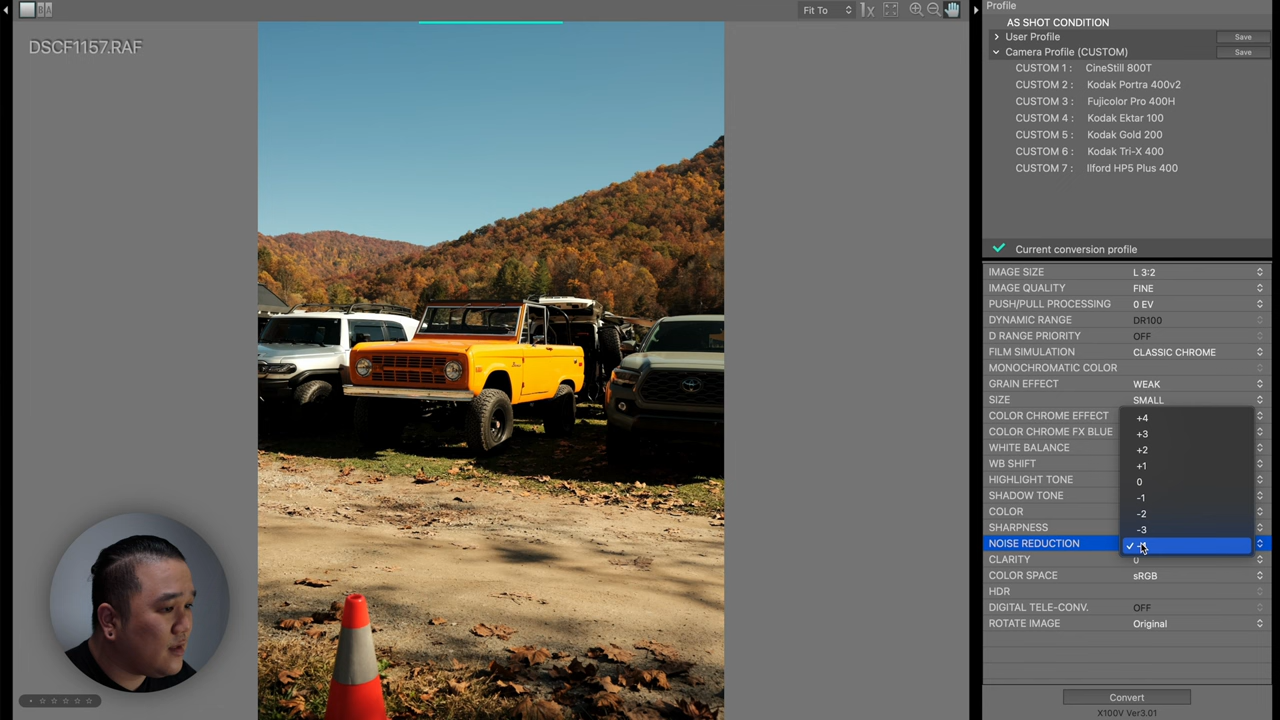 B A
Fit To
1x
Profile
DSCF1157.RAF
AS SHOT CONDITION
User Profile Save
Camera Profile (CUSTOM) Save
CUSTOM 1 : CineStill 800T
CUSTOM 2 : Kodak Portra 400v2
CUSTOM 3 : Fujicolor Pro 400H
CUSTOM 4 : Kodak Ektar 100
CUSTOM 5 : Kodak Gold 200
CUSTOM 6 : Kodak Tri-X 400
CUSTOM 7 : Ilford HP5 Plus 400
Current conversion profile
IMAGE SIZE L 3:2
IMAGE QUALITY FINE
PUSH/PULL PROCESSING 0 EV
DYNAMIC RANGE DR100
D RANGE PRIORITY OFF
FILM SIMULATION CLASSIC CHROME
MONOCHROMATIC COLOR
GRAIN EFFECT WEAK
SIZE SMALL
COLOR CHROME EFFECT +4
COLOR CHROME FX BLUE +3
WHITE BALANCE +2
WB SHIFT +1
HIGHLIGHT TONE 0
SHADOW TONE -1
COLOR -2
SHARPNESS -3
NOISE REDUCTION
CLARITY 0
COLOR SPACE sRGB
HDR
DIGITAL TELE-CONV. OFF
ROTATE IMAGE Original
Convert
X100V Ver3.01